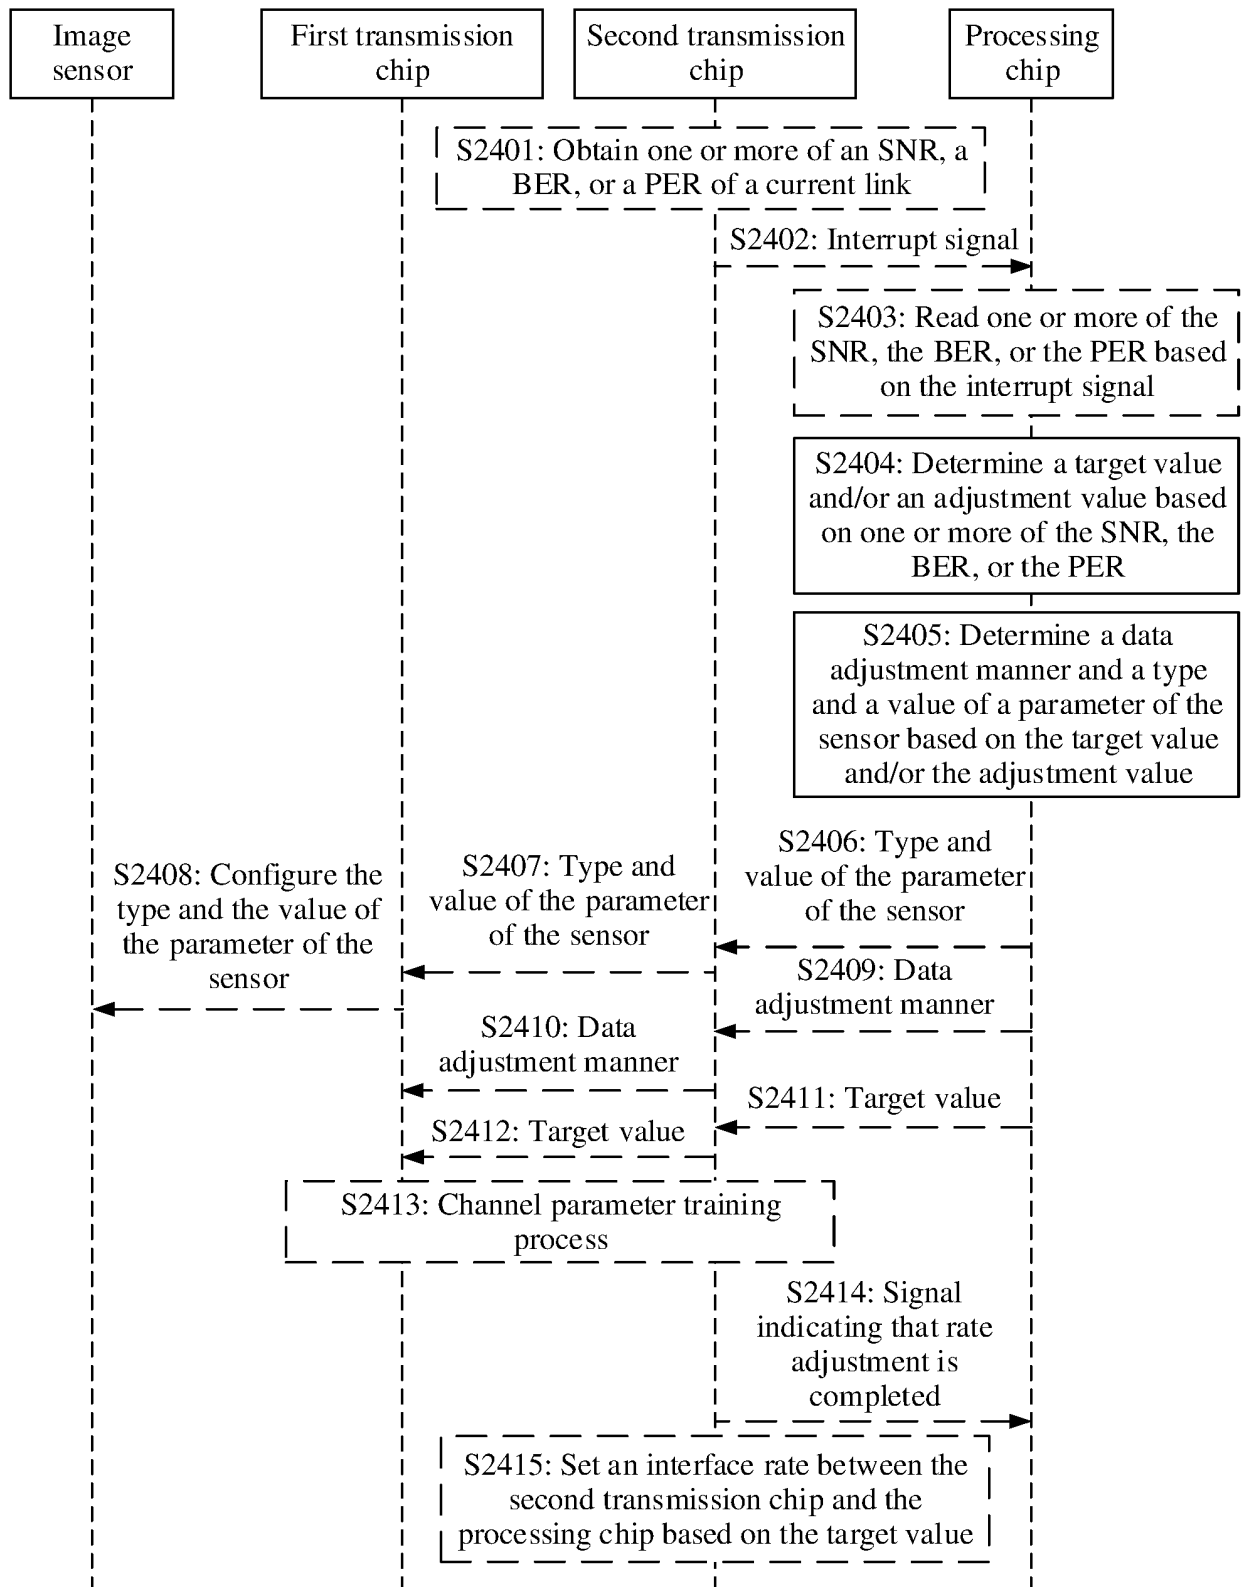 Image
sensor
First transmission
chip
Second transmission
chip
Processing
chip
S2401: Obtain one or more of an SNR, a
BER, or a PER of a current link
S2402: Interrupt signal
S2403: Read one or more of the
SNR, the BER, or the PER based
on the interrupt signal
S2404: Determine a target value
and/or an adjustment value based
on one or more of the SNR, the
BER, or the PER
S2405: Determine a data
adjustment manner and a type
and a value of a parameter of the
sensor based on the target value
and/or the adjustment value
S2406: Type and
value of the parameter
of the sensor
S2407: Type and
value of the parameter
of the sensor
S2408: Configure the
type and the value of
the parameter of the
sensor
S2409: Data
adjustment manner
S2410: Data
adjustment manner
S2411: Target value
S2412: Target value
S2413: Channel parameter training
process
S2414: Signal
indicating that rate
adjustment is
completed
S2415: Set an interface rate between the
second transmission chip and the
processing chip based on the target value